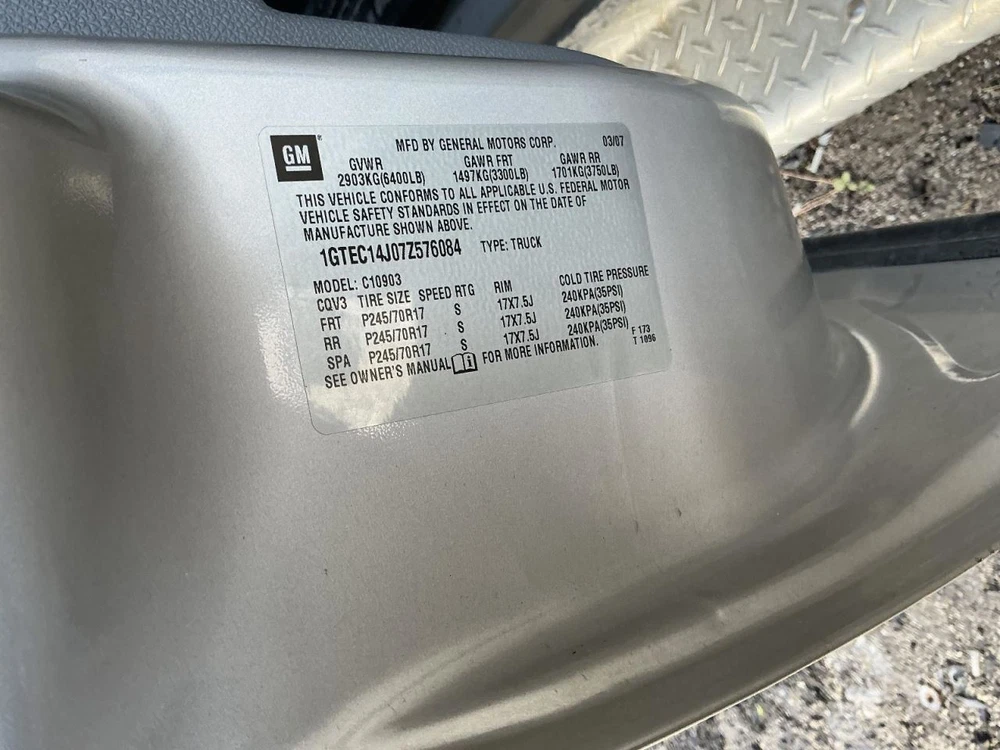 GM ®
MFD BY GENERAL MOTORS CORP. 03/07
GVWR GAWR FRT GAWR RR
2903KG(6400LB) 1497KG(3300LB) 1701KG(3750LB)
THIS VEHICLE CONFORMS TO ALL APPLICABLE U.S. FEDERAL MOTOR
VEHICLE SAFETY STANDARDS IN EFFECT ON THE DATE OF
MANUFACTURE SHOWN ABOVE.
1GTEC14J07Z576084 TYPE: TRUCK
MODEL: C10903
CQV3 TIRE SIZE SPEED RTG RIM COLD TIRE PRESSURE
FRT P245/70R17 S 17X7.5J 240KPA(35PSI)
RR P245/70R17 S 17X7.5J 240KPA(35PSI)
SPA P245/70R17 S 17X7.5J 240KPA(35PSI)
SEE OWNER'S MANUAL i FOR MORE INFORMATION.
F 173
T 1096